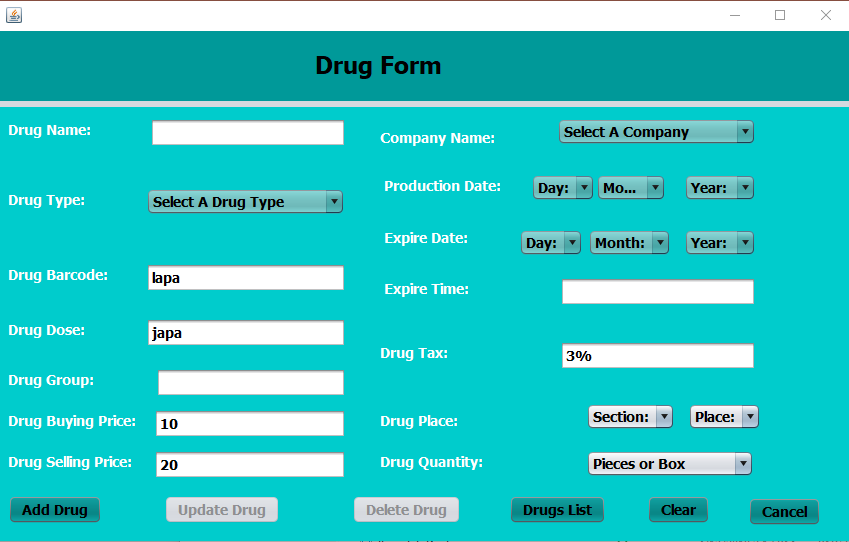 Drug Form
Drug Name:
Company Name: Select A Company
Drug Type: Select A Drug Type
Production Date: Day: Mo... Year:
Expire Date: Day: Month: Year:
Drug Barcode: lapa
Expire Time:
Drug Dose: japa
Drug Tax: 3%
Drug Group:
Drug Buying Price: 10
Drug Place: Section: Place:
Drug Selling Price: 20
Drug Quantity: Pieces or Box
Add Drug Update Drug Delete Drug Drugs List Clear Cancel